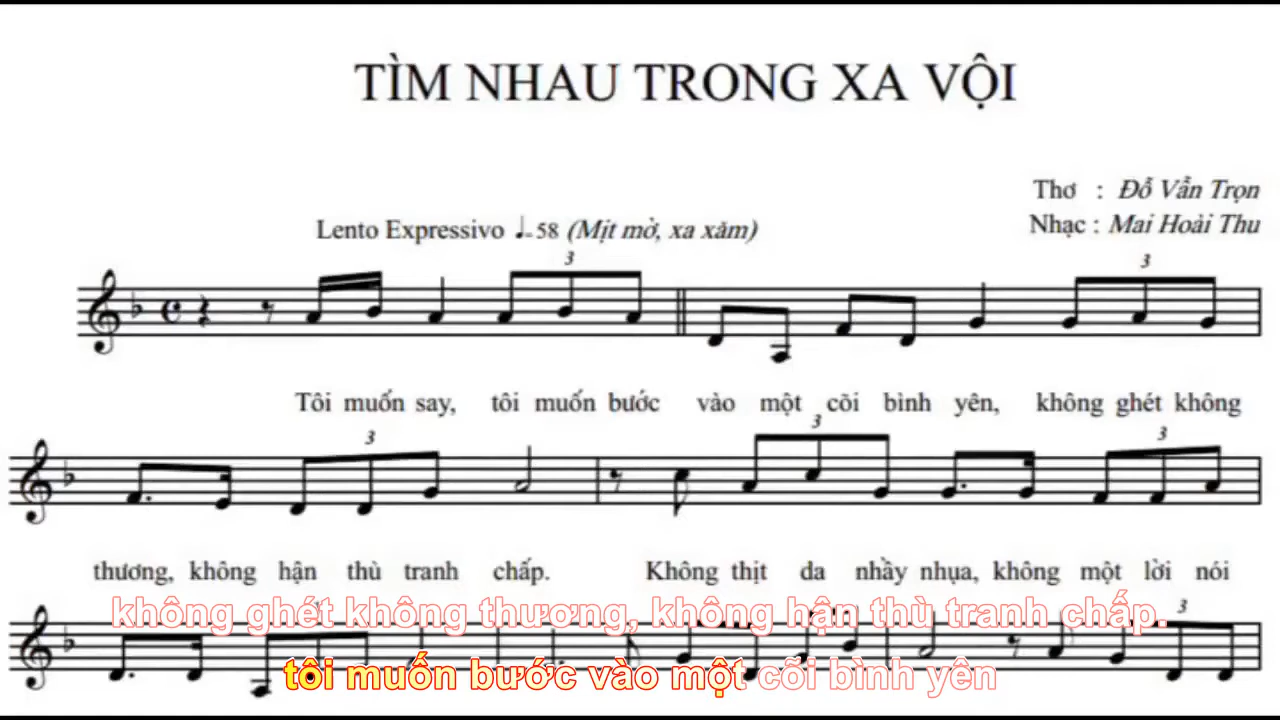 TÌM NHAU TRONG XA VỘI
Thơ : Đỗ Vẫn Trọn
Lento Expressivo ♩=58 (Mịt mờ, xa xăm)
Nhạc : Mai Hoài Thu
3
3
Tôi muốn say, tôi muốn bước vào một cõi bình yên, không ghét không
3
3
3
thương, không hận thù tranh chấp. Không thịt da nhầy nhụa, không một lời nói
không ghét không thương, không hận thù tranh chấp.
3
tôi muốn bước vào một cõi bình yên